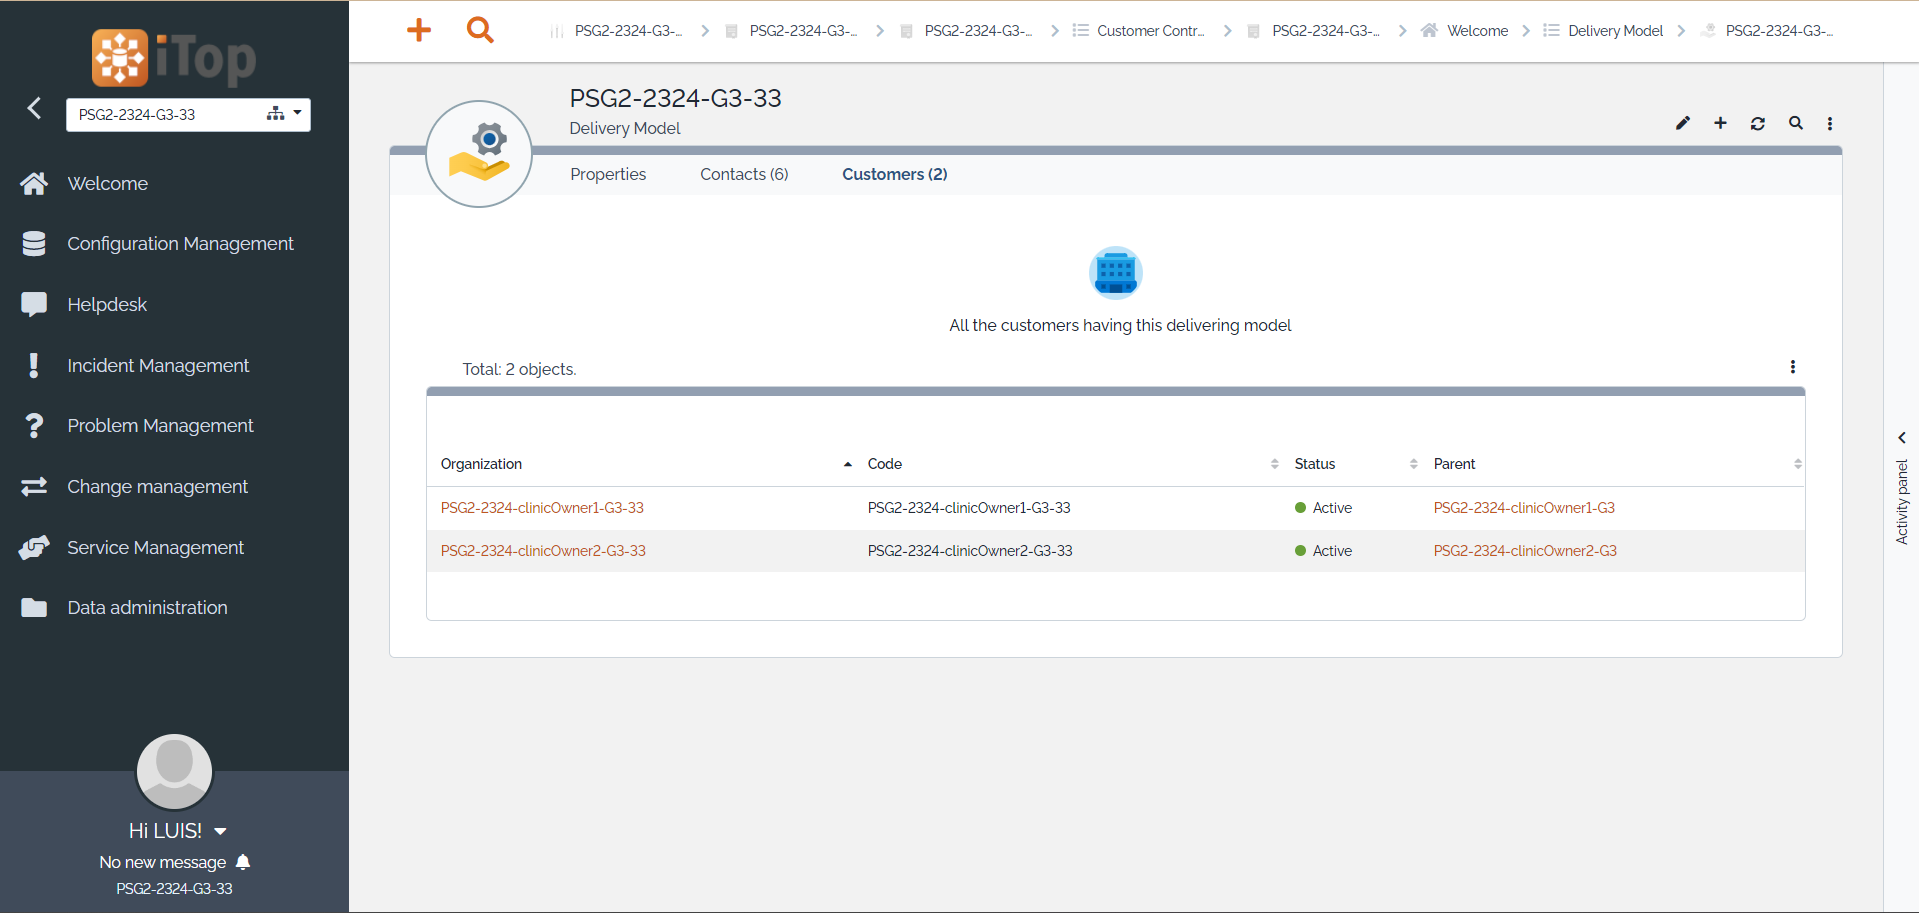 iTop
PSG2-2324-G3-33
Welcome
Configuration Management
Helpdesk
Incident Management
Problem Management
Change management
Service Management
Data administration
Hi LUIS!
No new message
PSG2-2324-G3-33
PSG2-2324-G3-... PSG2-2324-G3-... PSG2-2324-G3-... Customer Contr... PSG2-2324-G3-... Welcome Delivery Model PSG2-2324-G3-...
PSG2-2324-G3-33
Delivery Model
Properties Contacts (6) Customers (2)
All the customers having this delivering model
Total: 2 objects.
Organization Code Status Parent
PSG2-2324-clinicOwner1-G3-33 PSG2-2324-clinicOwner1-G3-33 Active PSG2-2324-clinicOwner1-G3
PSG2-2324-clinicOwner2-G3-33 PSG2-2324-clinicOwner2-G3-33 Active PSG2-2324-clinicOwner2-G3
Activity panel